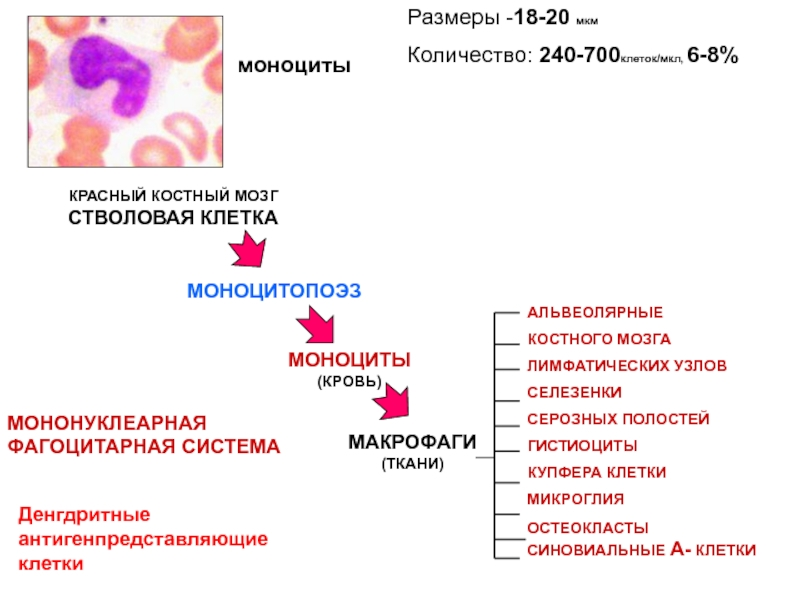 Размеры -18-20 мкм
Количество: 240-700клеток/мкл, 6-8%
моноциты
КРАСНЫЙ КОСТНЫЙ МОЗГ
СТВОЛОВАЯ КЛЕТКА
МОНОЦИТОПОЭЗ
МОНОЦИТЫ
(КРОВЬ)
МАКРОФАГИ
(ТКАНИ)
АЛЬВЕОЛЯРНЫЕ
КОСТНОГО МОЗГА
ЛИМФАТИЧЕСКИХ УЗЛОВ
СЕЛЕЗЕНКИ
СЕРОЗНЫХ ПОЛОСТЕЙ
ГИСТИОЦИТЫ
КУПФЕРА КЛЕТКИ
МИКРОГЛИЯ
ОСТЕОКЛАСТЫ
СИНОВИАЛЬНЫЕ А- КЛЕТКИ
МОНОНУКЛЕАРНАЯ
ФАГОЦИТАРНАЯ СИСТЕМА
Денгдритные
антигенпредставляющие
клетки